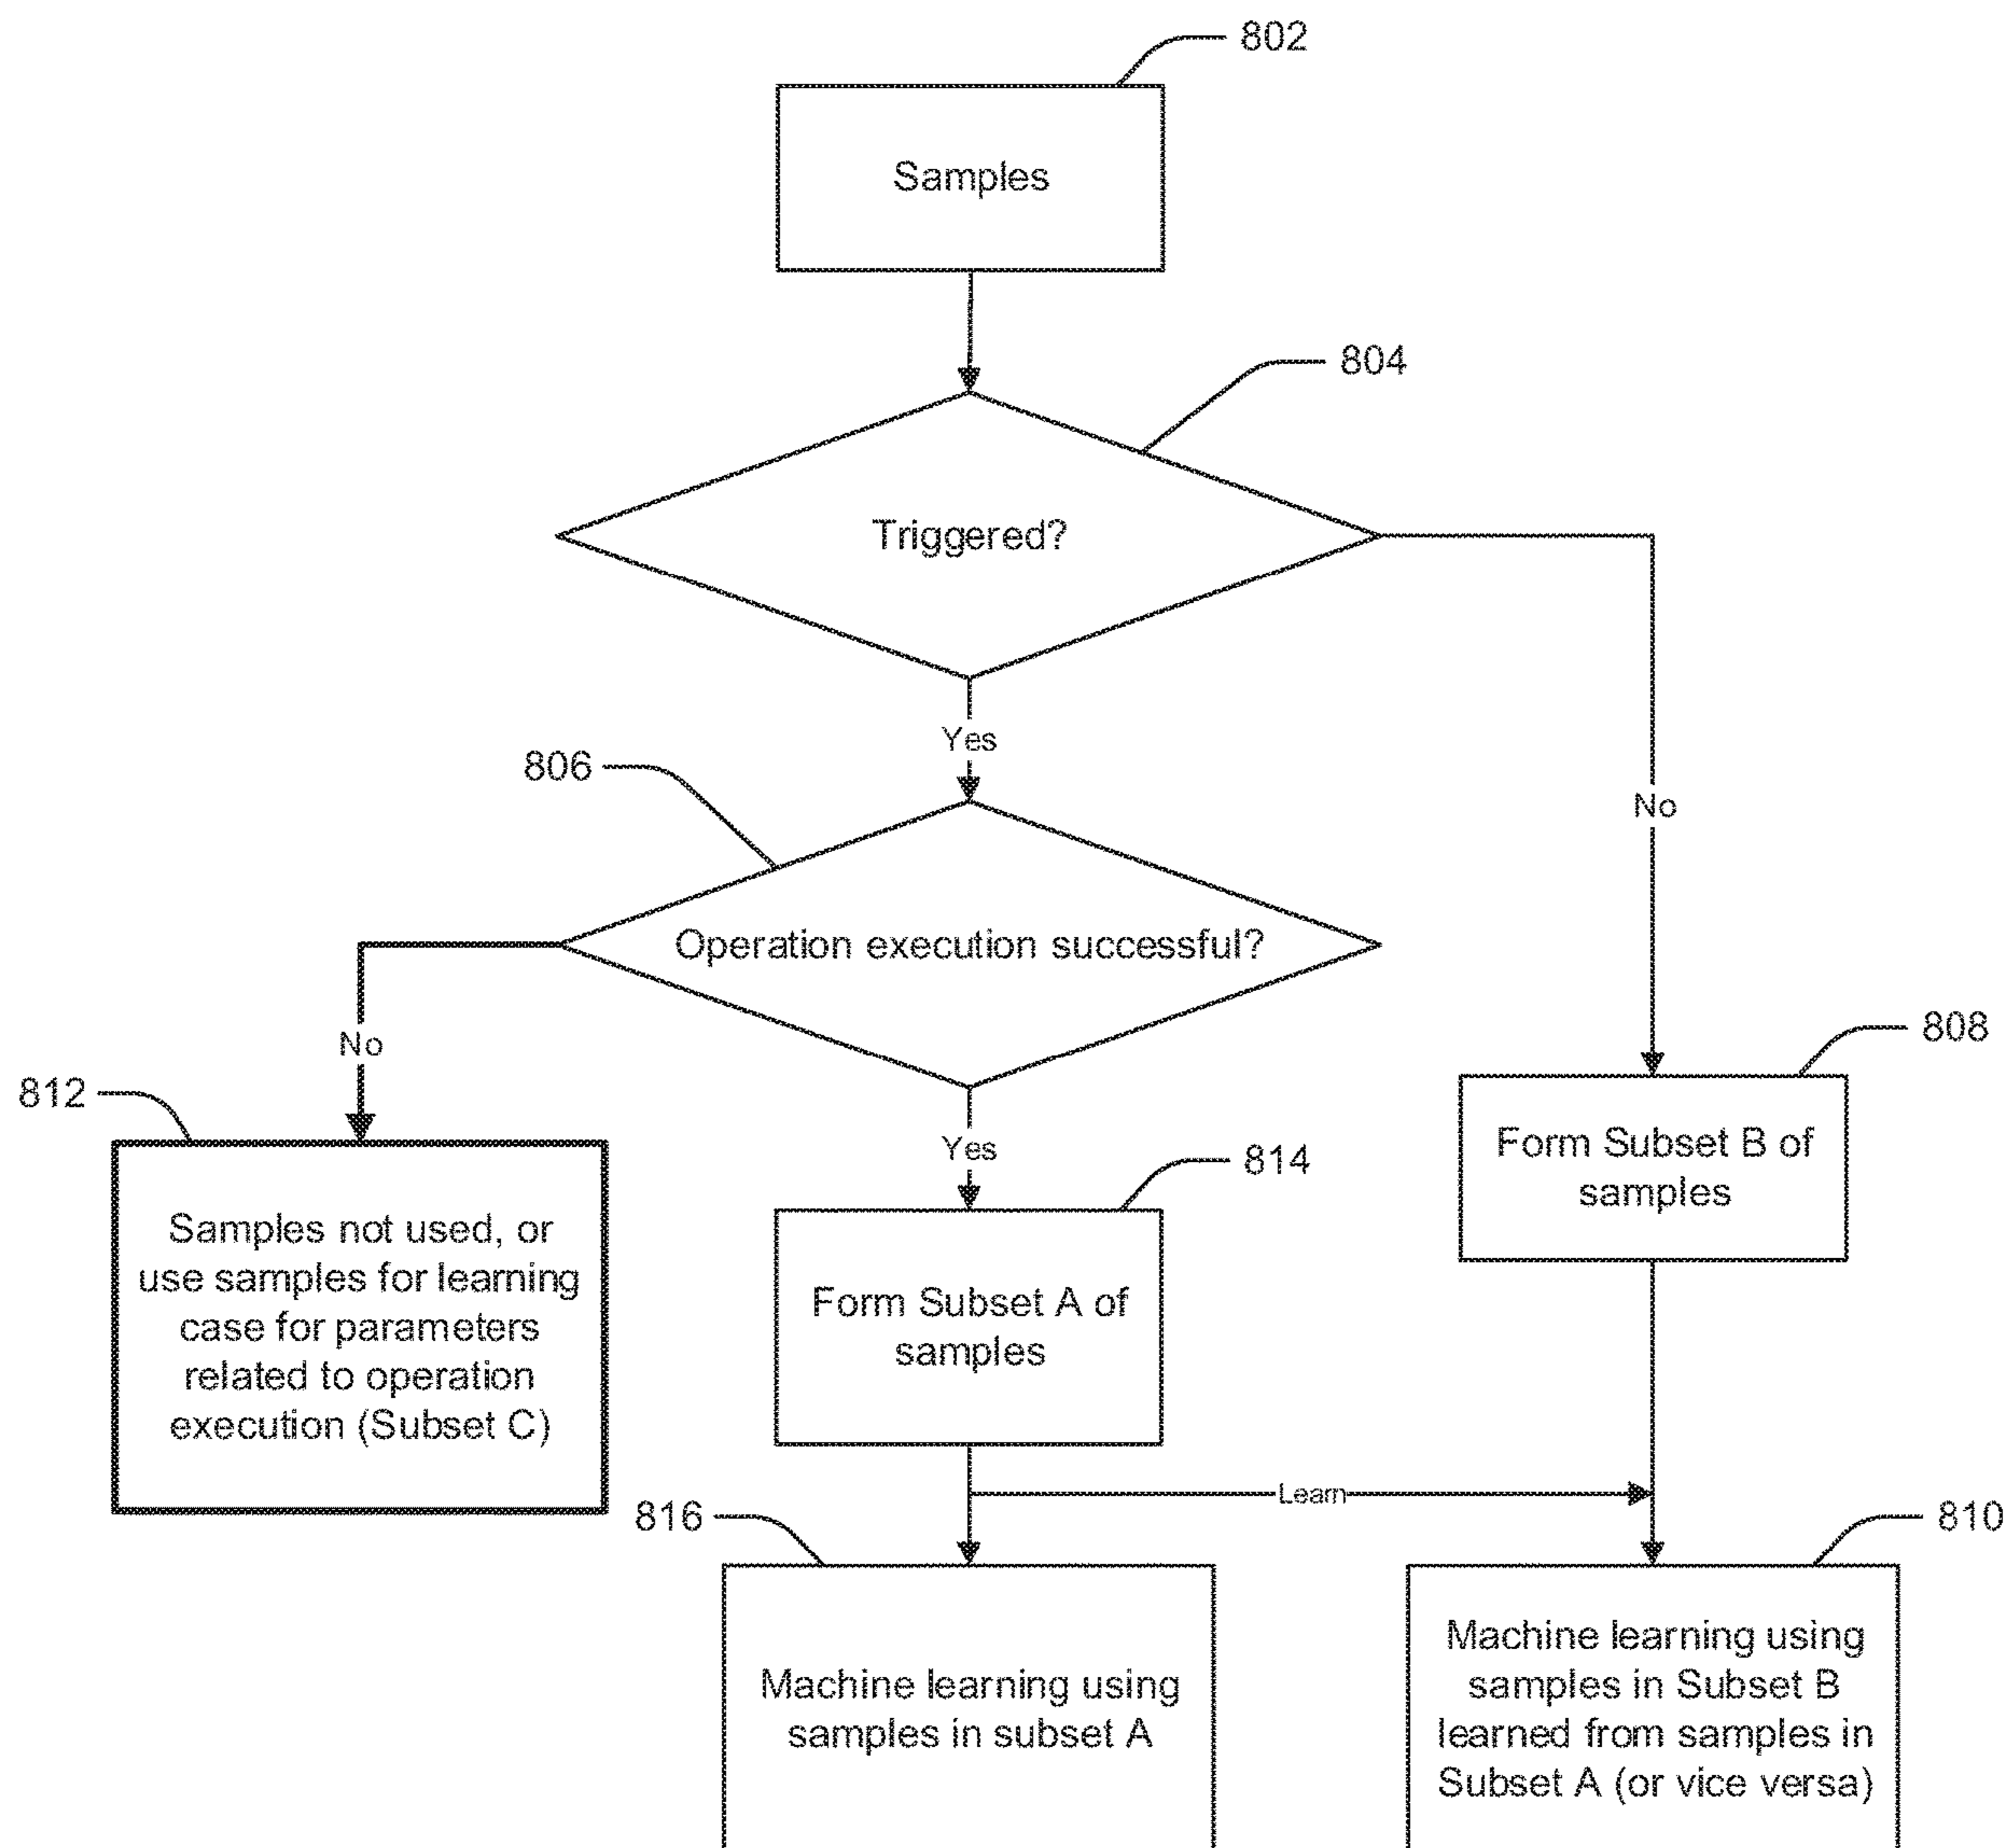 802
Samples
804
Triggered?
Yes
806
No
Operation execution successful?
808
No
812
Yes
814
Form Subset B of
samples
Samples not used, or
use samples for learning
case for parameters
related to operation
execution (Subset C)
Form Subset A of
samples
Learn
816
810
Machine learning using
samples in subset A
Machine learning using
samples in Subset B
learned from samples in
Subset A (or vice versa)